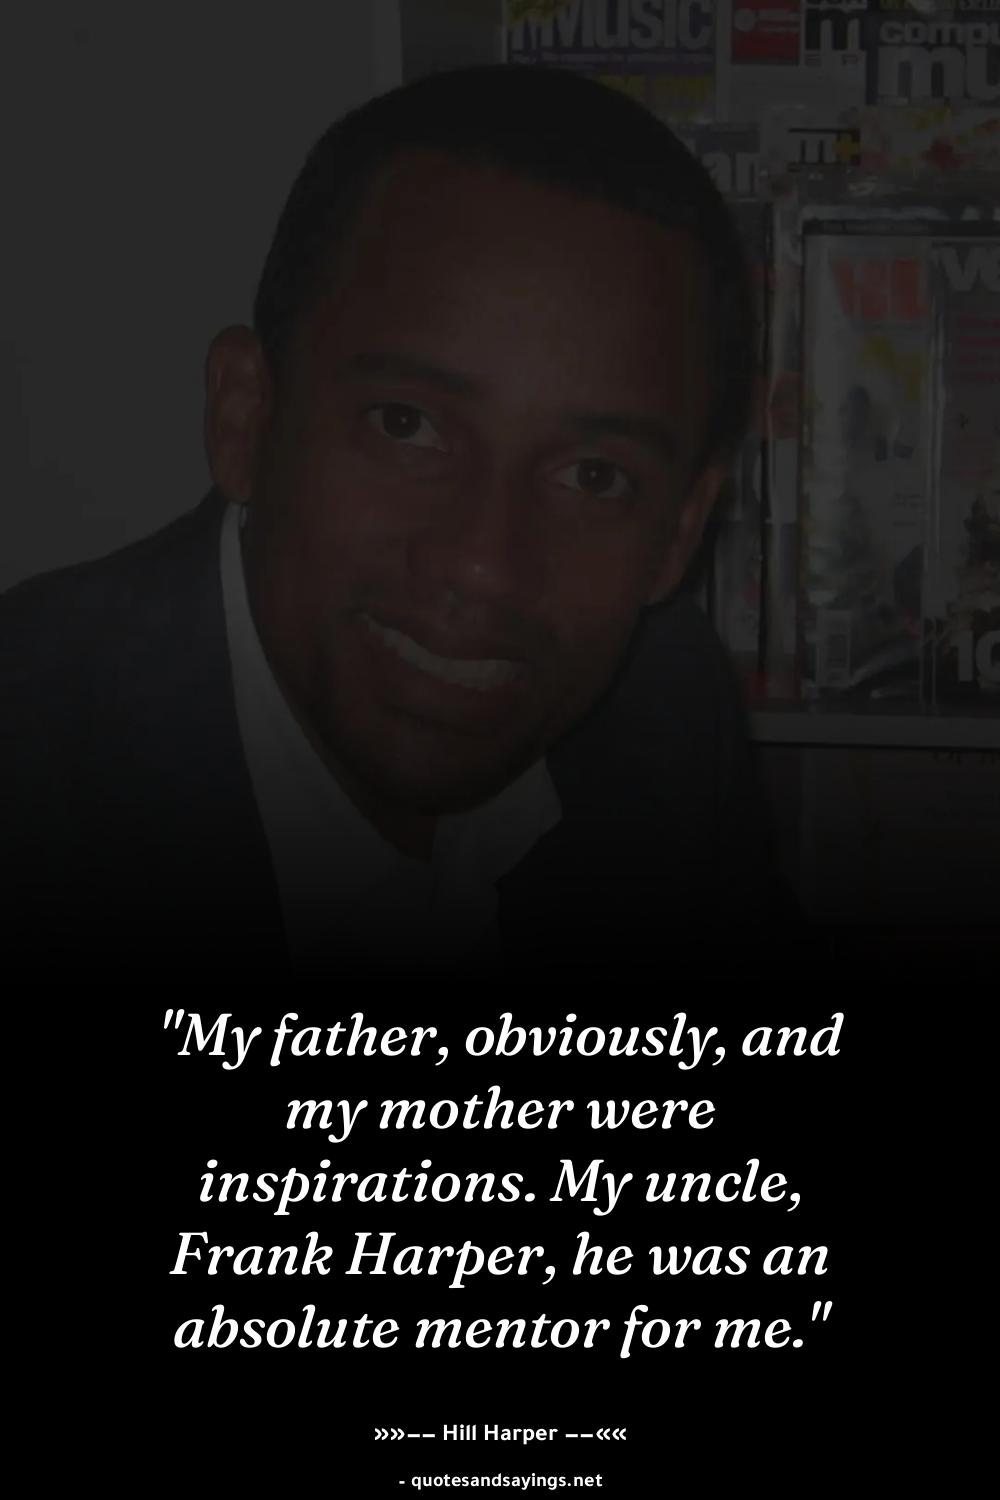 Music
"My father, obviously, and
my mother were
inspirations. My uncle,
Frank Harper, he was an
absolute mentor for me."
»»–– Hill Harper ––««
- quotesandsayings.net